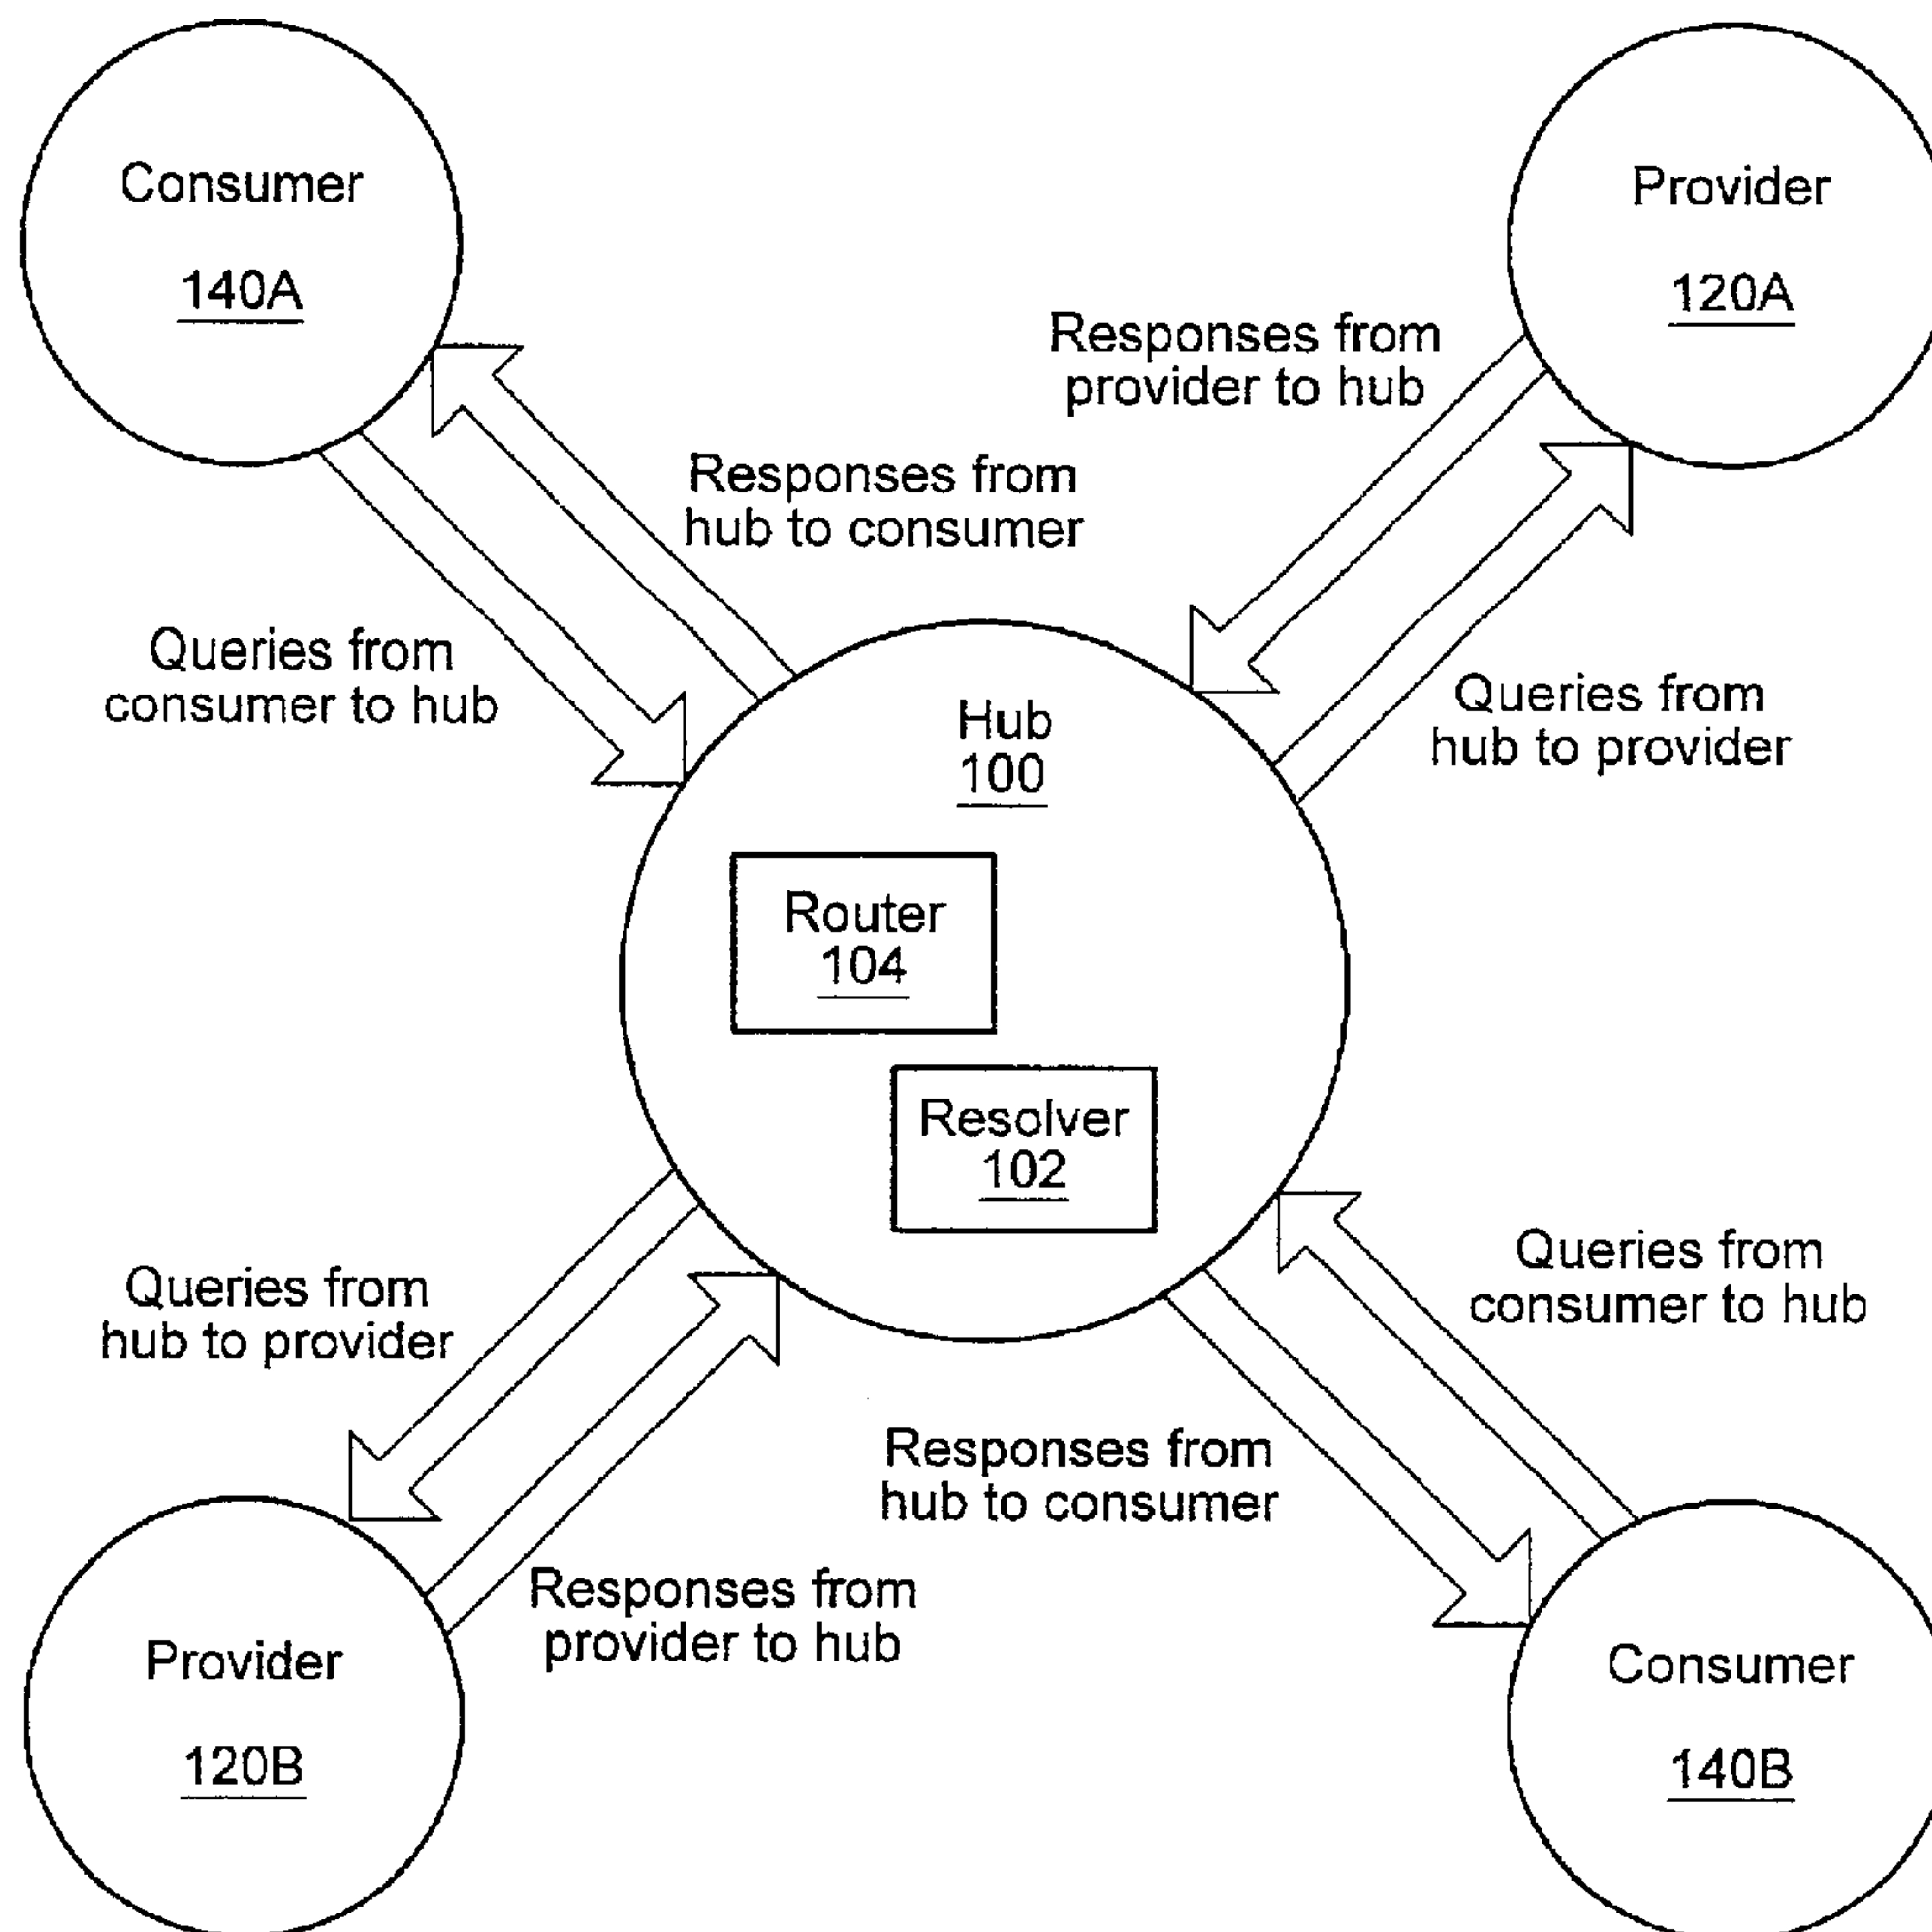 Consumer
140A
Provider
120A
Responses from
provider to hub
Responses from
hub to consumer
Queries from
consumer to hub
Queries from
hub to provider
Hub
100
Router
104
Resolver
102
Queries from
hub to provider
Queries from
consumer to hub
Responses from
hub to consumer
Responses from
provider to hub
Provider
120B
Consumer
140B